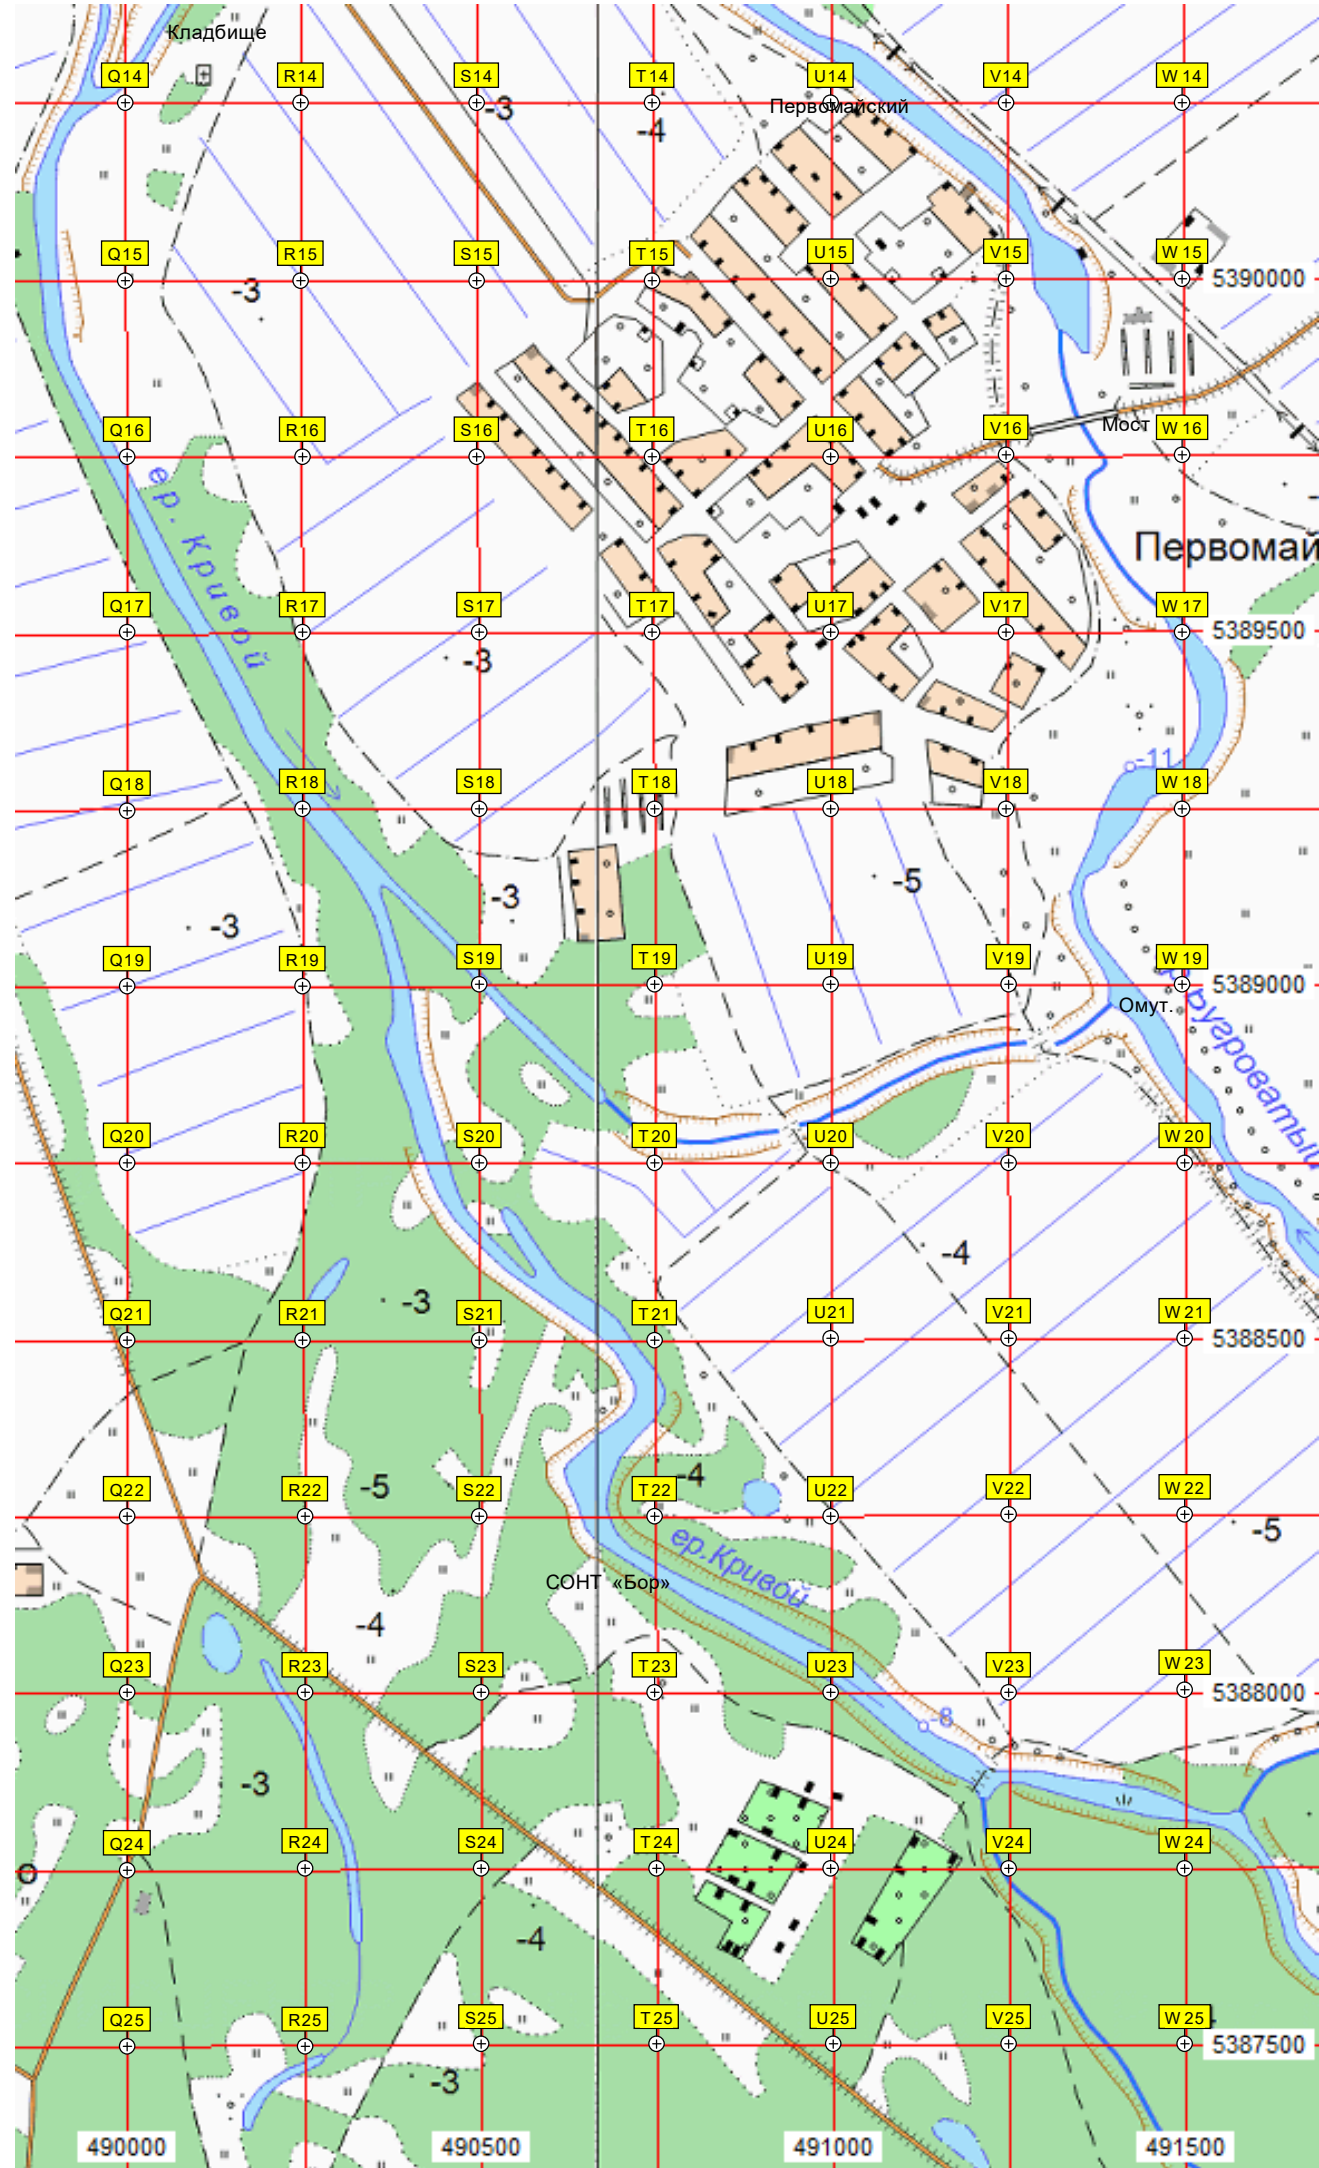 Кладбище
Q14 R14 S14 T14 U14 V14 W14
-3
-4
Первомайский
Q15 R15 S15 T15 U15 V15 W15
5390000
-3
Мост
Q16 R16 S16 T16 U16 V16 W16
ер. Кривой
Первомай
Q17 R17 S17 T17 U17 V17 W17
5389500
-3
-11
Q18 R18 S18 T18 U18 V18 W18
-5
-3
-3
Q19 R19 S19 T19 U19 V19 W19
5389000
Омут.
Бугроватый
Q20 R20 S20 T20 U20 V20 W20
-4
-3
Q21 R21 S21 T21 U21 V21 W21
5388500
-4
-5
Q22 R22 S22 T22 U22 V22 W22
-5
ер.Кривой
СОНТ «Бор»
-4
Q23 R23 S23 T23 U23 V23 W23
5388000
-8
-3
Q24 R24 S24 T24 U24 V24 W24
о
-4
Q25 R25 S25 T25 U25 V25 W25
5387500
-3
490000 490500 491000 491500